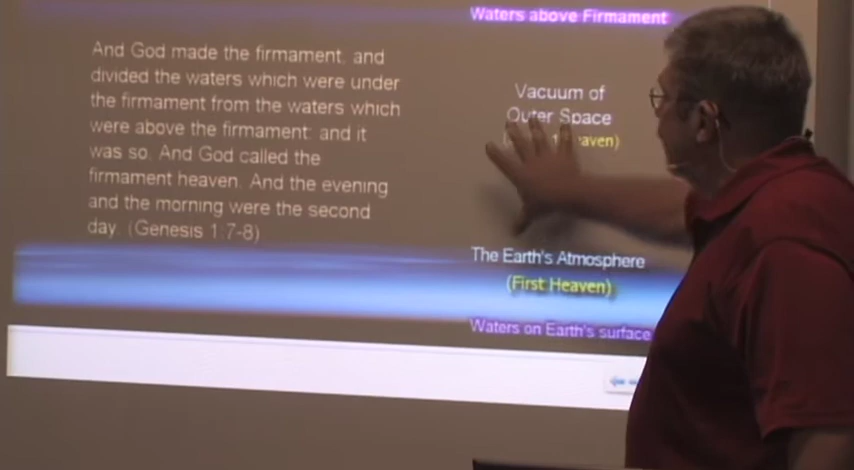 Waters above Firmament
And God made the firmament, and
divided the waters which were under
the firmament from the waters which
were above the firmament: and it
was so. And God called the
firmament heaven. And the evening
and the morning were the second
day. (Genesis 1:7-8)
Vacuum of
Outer Space
eaven)
The Earth's Atmosphere
(First Heaven)
Waters on Earth's surface